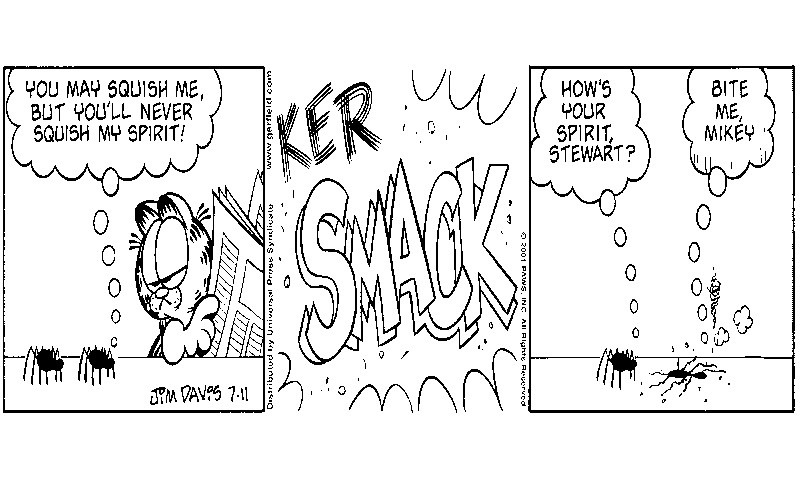 YOU MAY SQUISH ME,
BUT YOU'LL NEVER
SQUISH MY SPIRIT!
JIM DAVIS 7-11
www.garfield.com
Distributed by Universal Press Syndicate
KER
SMACK
© 2001 PAWS, INC. All Rights Reserved.
HOW'S
YOUR
SPIRIT,
STEWART?
BITE
ME,
MIKEY